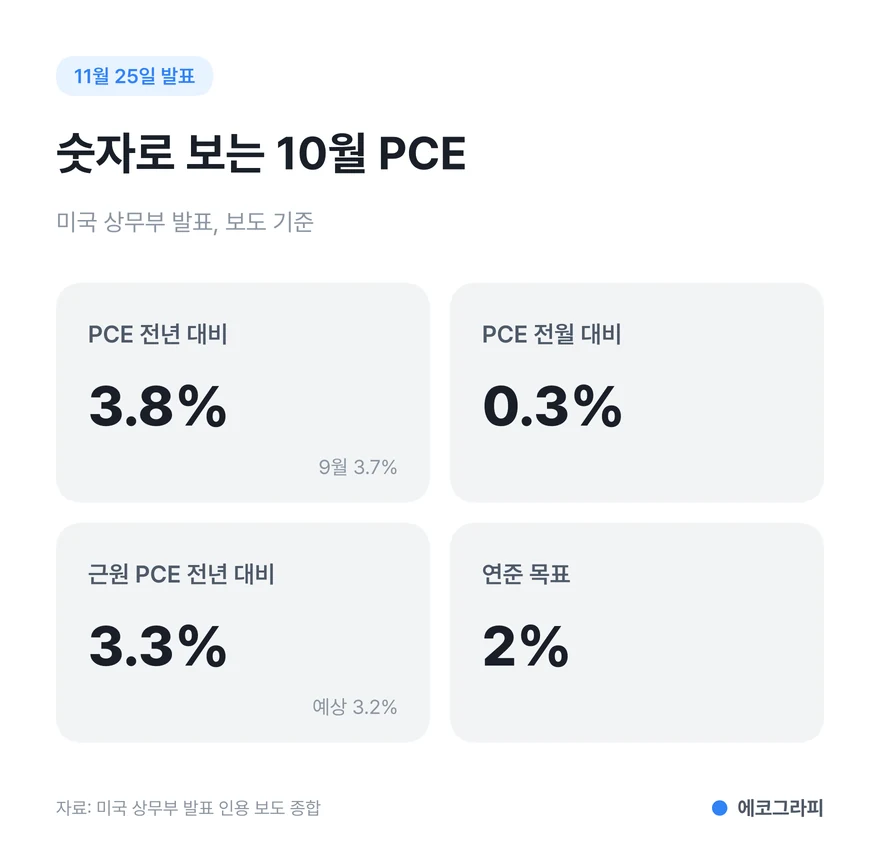 11월 25일 발표
숫자로 보는 10월 PCE
미국 상무부 발표, 보도 기준
PCE 전년 대비
3.8%
9월 3.7%
PCE 전월 대비
0.3%
근원 PCE 전년 대비
3.3%
예상 3.2%
연준 목표
2%
자료: 미국 상무부 발표 인용 보도 종합
에코그라피